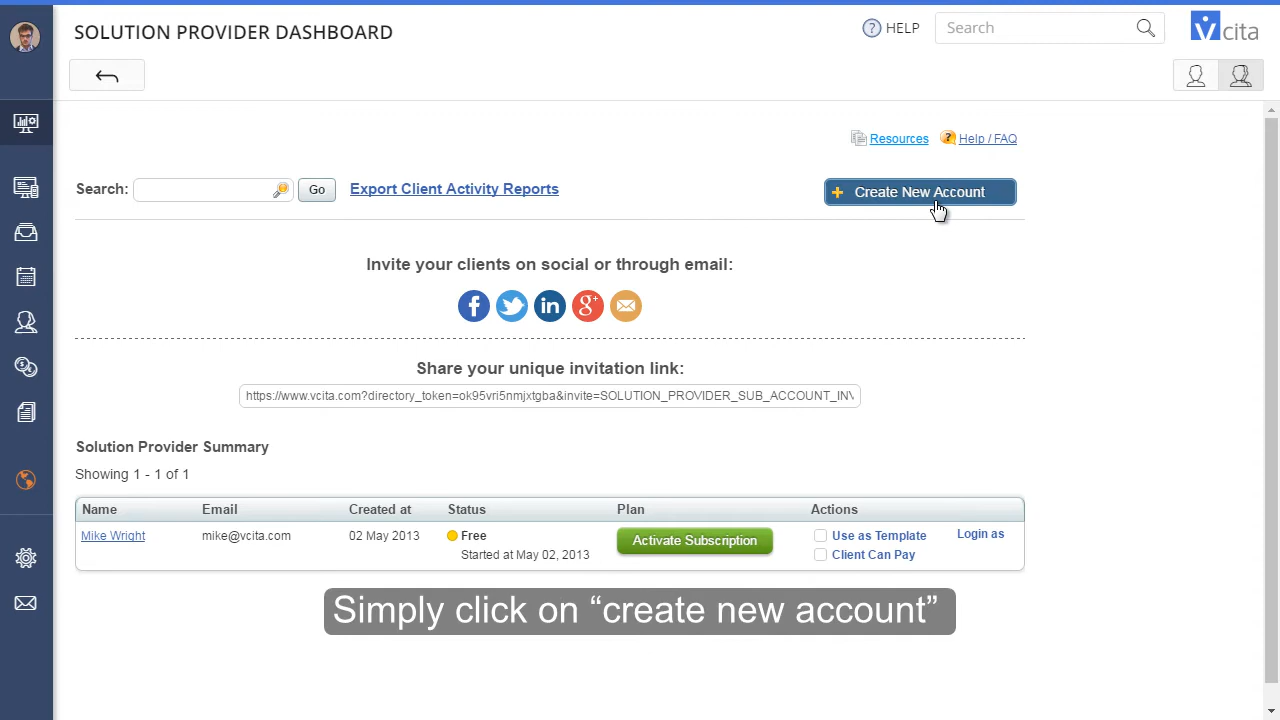 SOLUTION PROVIDER DASHBOARD
HELP
Search
vcita
Resources
Help / FAQ
Search:
Go
Export Client Activity Reports
Create New Account
Invite your clients on social or through email:
Share your unique invitation link:
https://www.vcita.com?directory_token=ok95vri5nmjxtgba&invite=SOLUTION_PROVIDER_SUB_ACCOUNT_INV
Solution Provider Summary
Showing 1 - 1 of 1
Name Email Created at Status Plan Actions
Mike Wright mike@vcita.com 02 May 2013 Free Activate Subscription Use as Template Login as
Started at May 02, 2013 Client Can Pay
Simply click on “create new account”